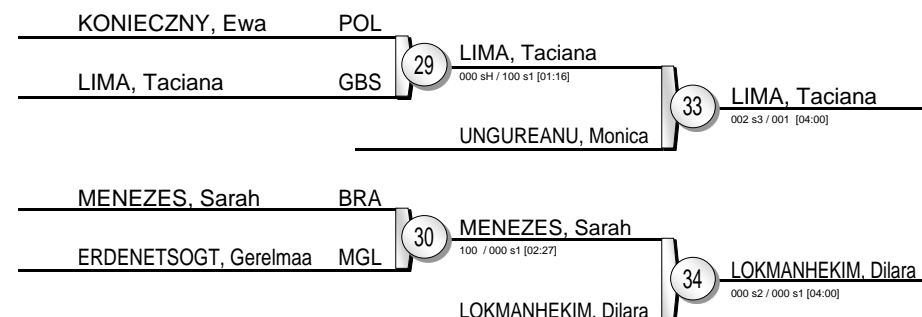 KONIECZNY, Ewa POL
LIMA, Taciana GBS
29
LIMA, Taciana
000 sH / 100 s1 [01:16]
UNGUREANU, Monica
33
LIMA, Taciana
002 s3 / 001 [04:00]
MENEZES, Sarah BRA
ERDENETSOGT, Gerelmaa MGL
30
MENEZES, Sarah
100 / 000 s1 [02:27]
LOKMANHEKIM, Dilara
34
LOKMANHEKIM, Dilara
000 s2 / 000 s1 [04:00]